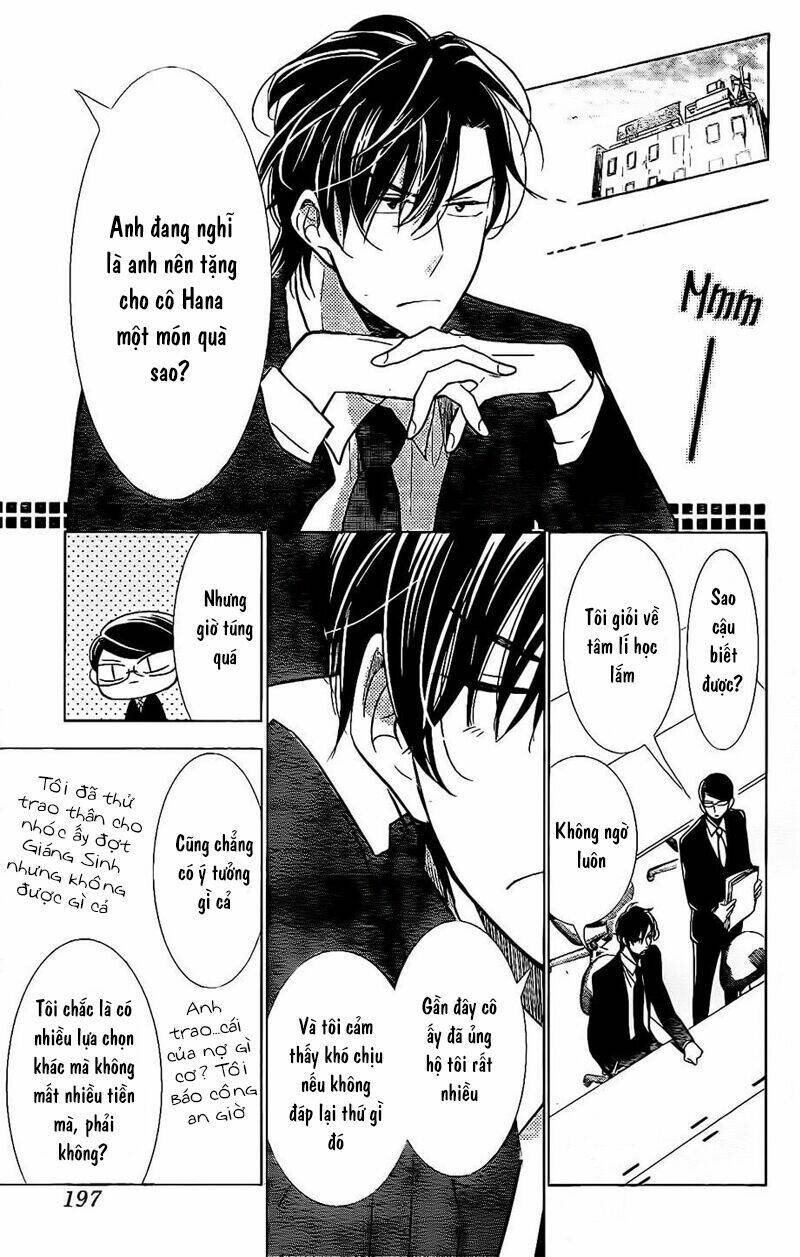 Mmm
Anh đang nghĩ
là anh nên tặng
cho cô Hana
một món quà
sao?
Sao
cậu
biết
được?
Tôi giỏi về
tâm lí học
lắm
Không ngờ
luôn
Gần đây cô
ấy đã ủng
hộ tôi rất
nhiều
Và tôi cảm
thấy khó chịu
nếu không
đáp lại thứ gì
đó
Nhưng
giờ túng
quá
Cũng chẳng
có ý tưởng
gì cả
Tôi đã thử
trao thân cho
nhóc ấy đợt
Giáng Sinh
nhưng không
được gì cả
Anh
trao...cái
của nợ gì
cơ? Tôi
báo công
an giờ
Tôi chắc là có
nhiều lựa chọn
khác mà không
mất nhiều tiền
mà, phải
không?
197